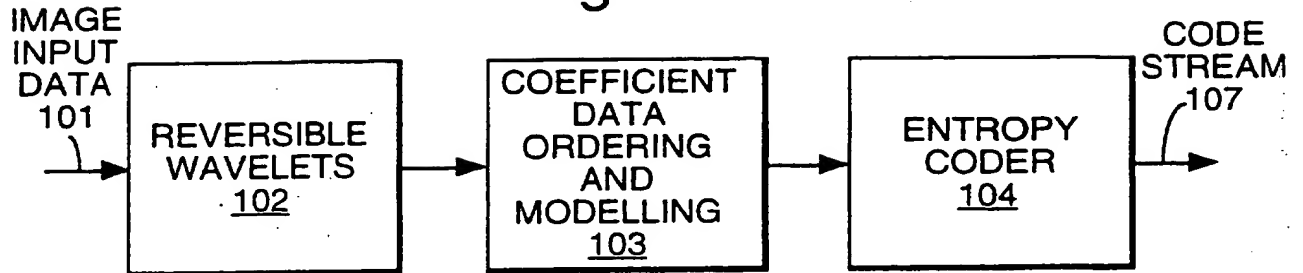 IMAGE
INPUT
DATA
101
REVERSIBLE
WAVELETS
102
COEFFICIENT
DATA
ORDERING
AND
MODELLING
103
ENTROPY
CODER
104
CODE
STREAM
107